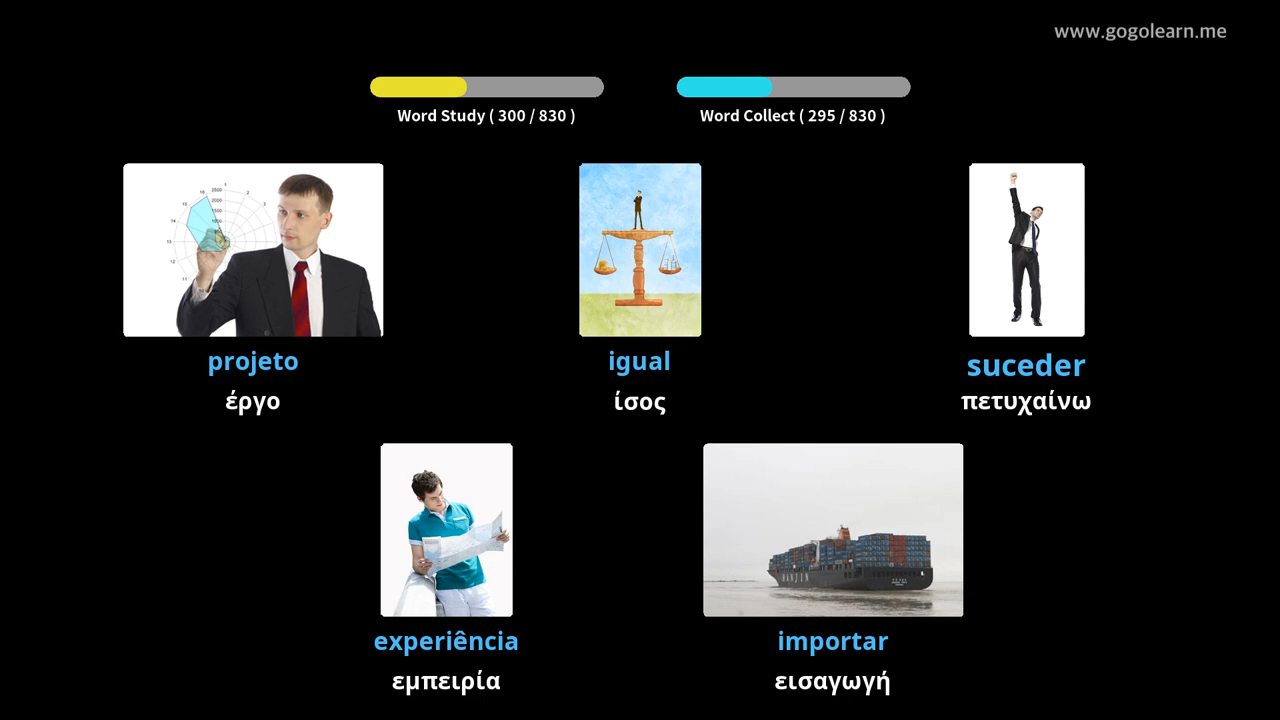 www.gogolearn.me
Word Study ( 300 / 830 )
Word Collect ( 295 / 830 )
projeto
έργο
igual
ίσος
suceder
πετυχαίνω
experiência
εμπειρία
importar
εισαγωγή
HANJIN